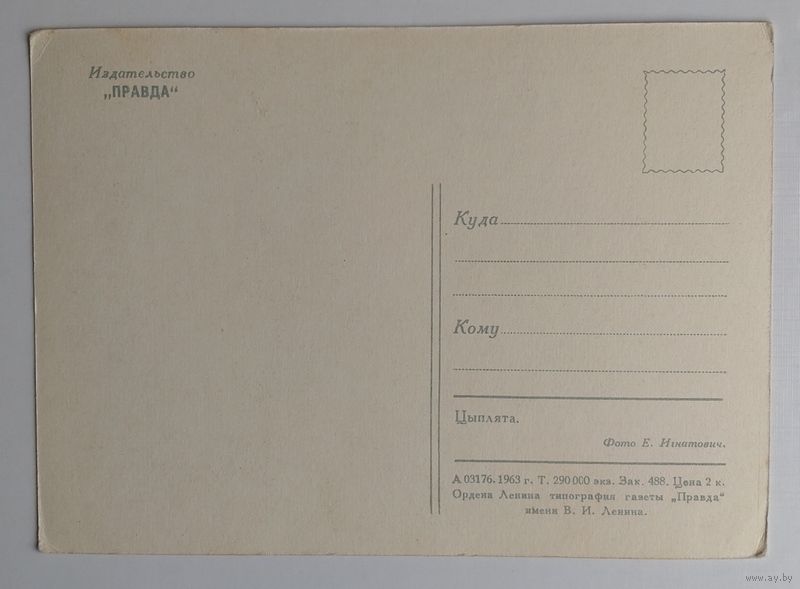 Издательство
„ПРАВДА“
Куда
Кому
Цыплята.
Фото Е. Игнатович.
А 03176. 1963 г. Т. 290 000 экз. Зак. 488. Цена 2 к.
Ордена Ленина типография газеты „Правда“
имени В. И. Ленина.
www.ay.by